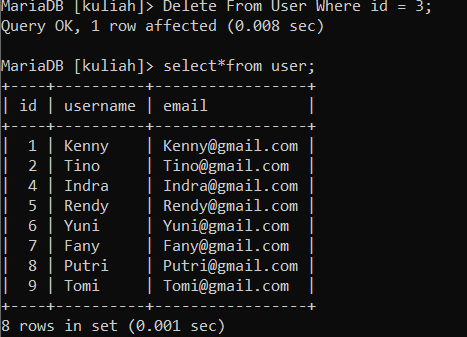 MariaDB [kuliah]> Delete From User Where id = 3;
Query OK, 1 row affected (0.008 sec)

MariaDB [kuliah]> select*from user;
+----+----------+-----------------+
| id | username | email           |
+----+----------+-----------------+
|  1 | Kenny    | Kenny@gmail.com |
|  2 | Tino     | Tino@gmail.com  |
|  4 | Indra    | Indra@gmail.com |
|  5 | Rendy    | Rendy@gmail.com |
|  6 | Yuni     | Yuni@gmail.com  |
|  7 | Fany     | Fany@gmail.com  |
|  8 | Putri    | Putri@gmail.com |
|  9 | Tomi     | Tomi@gmail.com  |
+----+----------+-----------------+
8 rows in set (0.001 sec)